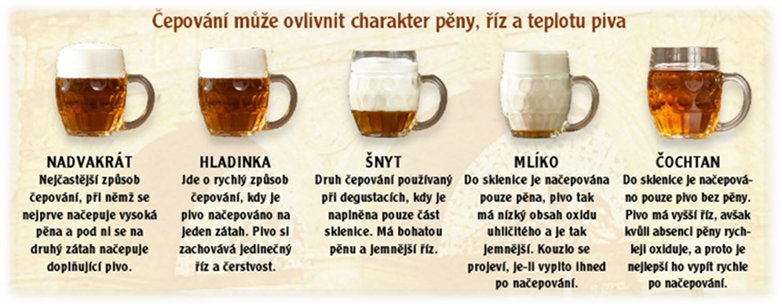 Čepování může ovlivnit charakter pěny, říz a teplotu piva
NADVAKRÁT
Nejčastější způsob
čepování, při němž se
nejprve načepuje vysoká
pěna a pod ni se na
druhý zátah načepuje
doplňující pivo.
HLADINKA
Jde o rychlý způsob
čepování, kdy je
pivo načepováno na
jeden zátah. Pivo si
zachovává jedinečný
říz a čerstvost.
ŠNYT
Druh čepování používaný
při degustacích, kdy je
naplněna pouze část
sklenice. Má bohatou
pěnu a jemnější říz.
MLÍKO
Do sklenice je načepována
pouze pěna, pivo tak
má nízký obsah oxidu
uhličitého a je tak
jemnější. Kouzlo se
projeví, je-li vypito ihned
po načepování.
ČOCHTAN
Do sklenice je načepová-
no pouze pivo bez pěny.
Pivo má vyšší říz, avšak
kvůli absenci pěny rych-
leji oxiduje, a proto je
nejlepší ho vypít rychle
po načepování.